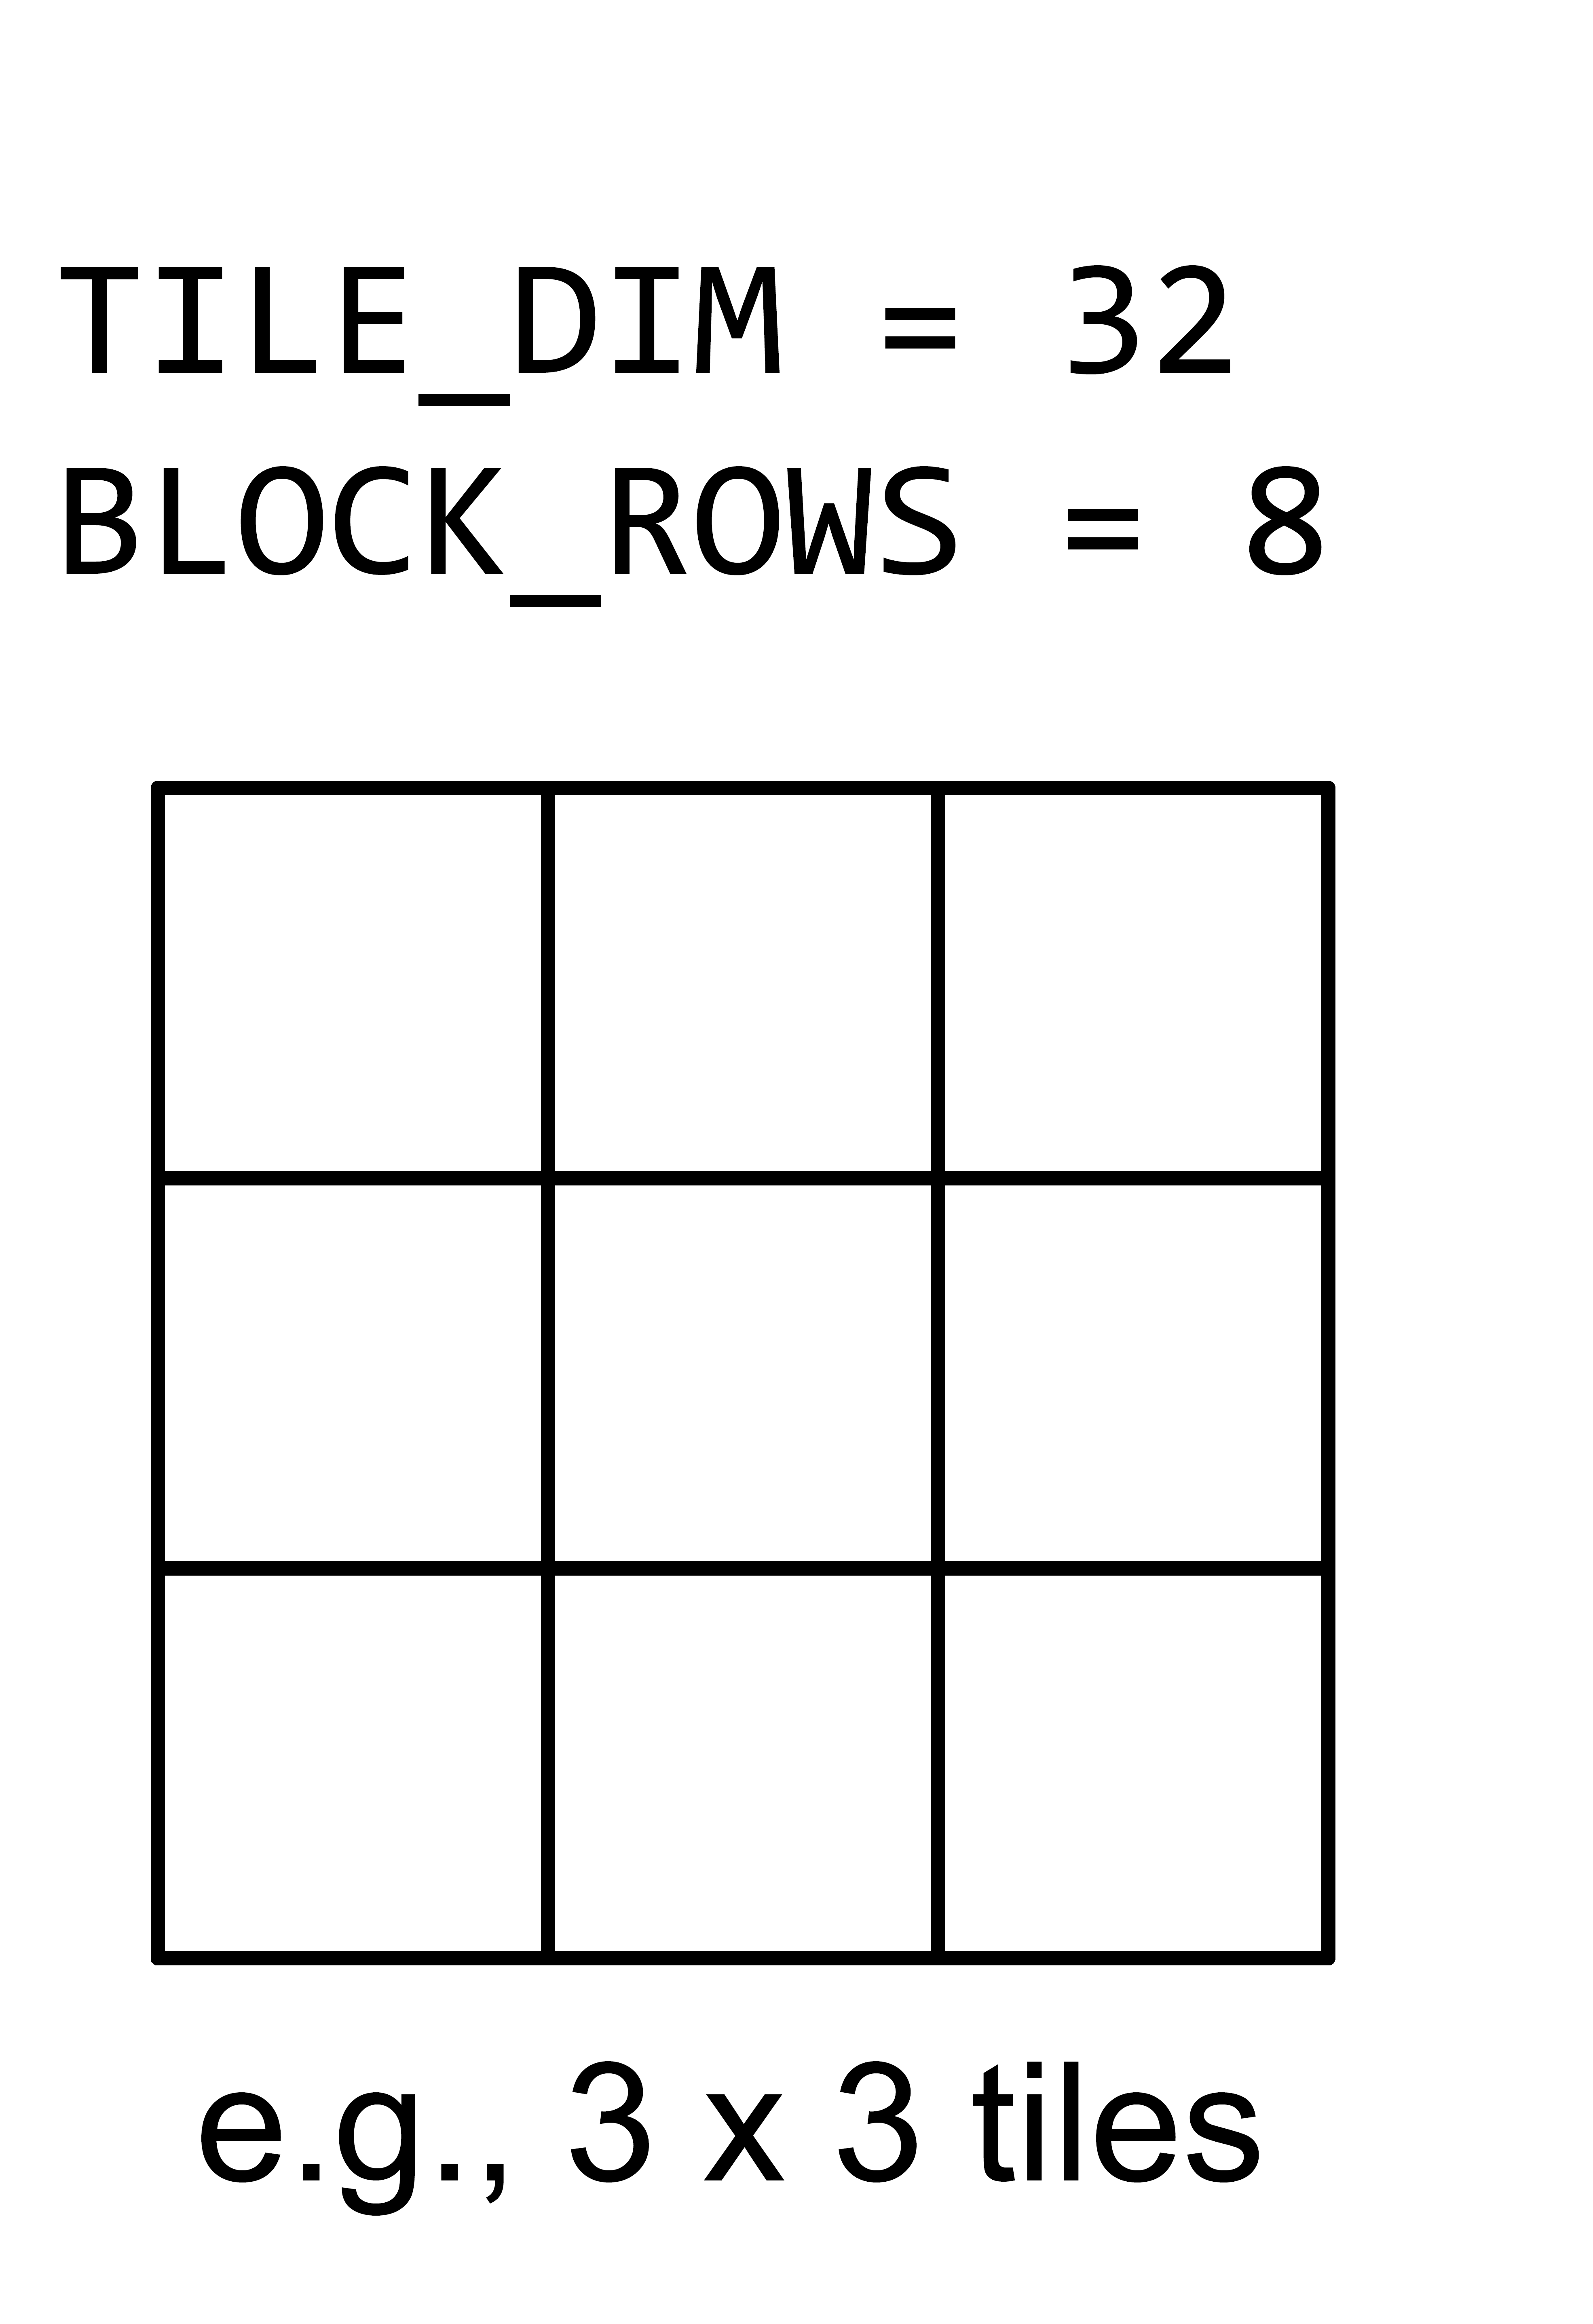 TILE_DIM = 32
BLOCK_ROWS = 8
e.g., 3 x 3 tiles